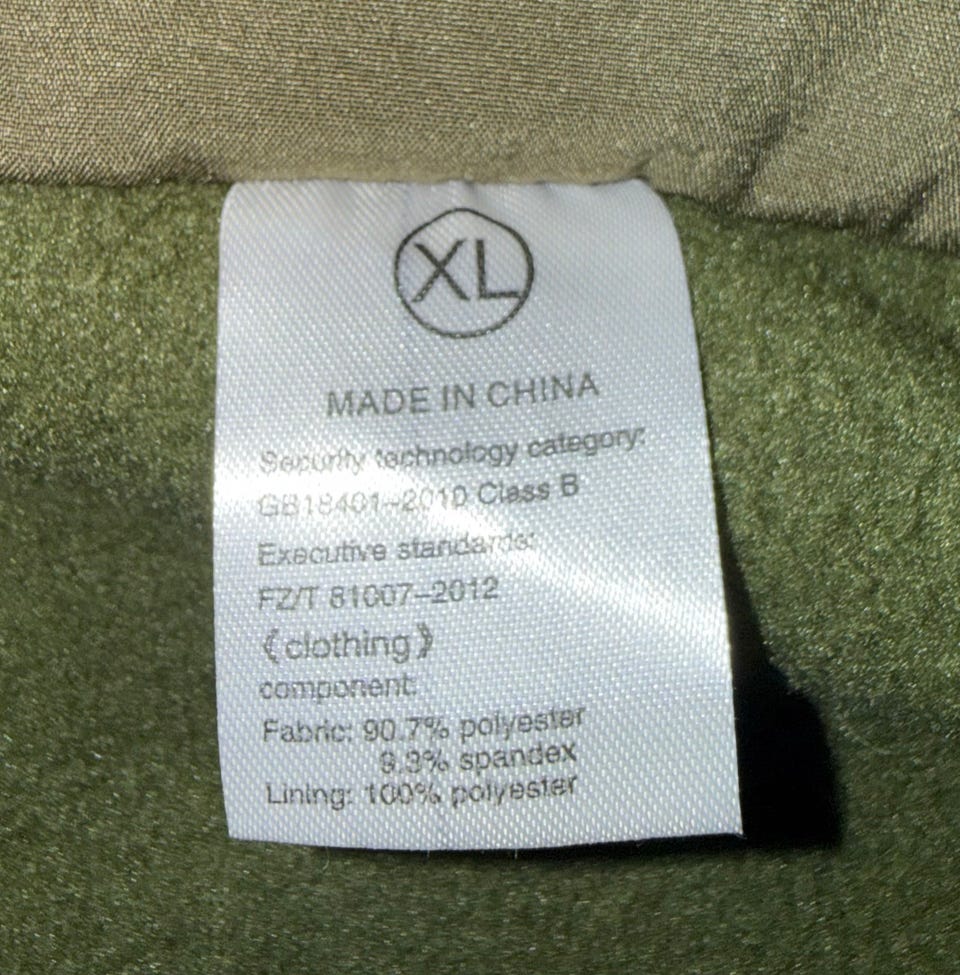 XL
MADE IN CHINA
Security technology category:
GB18401-2010 Class B
Executive standards:
FZ/T 81007-2012
《clothing》
component:
Fabric: 90.7% polyester
9.3% spandex
Lining: 100% polyester